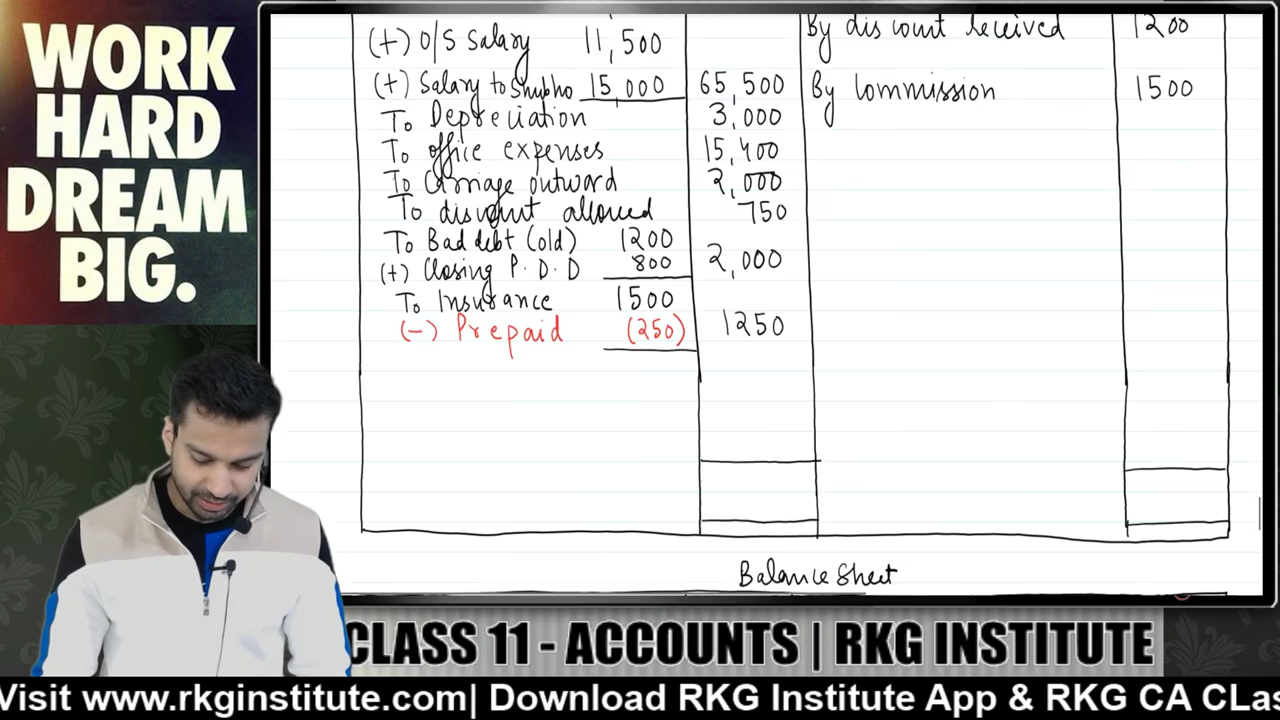 WORK
HARD
DREAM
BIG.
(+) O/S Salary 11,500
(+) Salary to Shubho 15,000 65,500
To Depreciation 3,000
To office expenses 15,400
To Carriage outward 2,000
To discount allowed 750
To Bad debt (old) 1200
(+) Closing P.D.D 800 2,000
To Insurance 1500
(-) Prepaid (250) 1250
By discount received 1200
By Commission 1500
Balance Sheet
CLASS 11 - ACCOUNTS | RKG INSTITUTE
Visit www.rkginstitute.com| Download RKG Institute App & RKG CA CLas